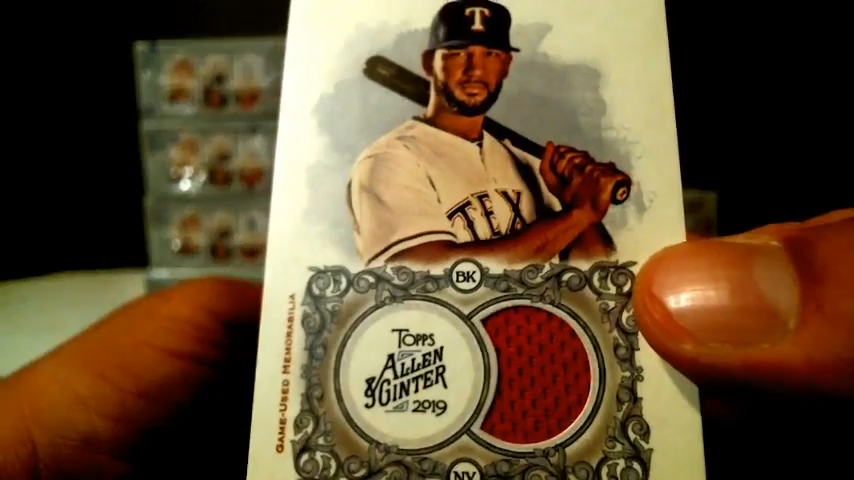 T
TEX
BK
GAME-USED MEMORABILIA
TOPPS
ALLEN
& GINTER
2019
NY